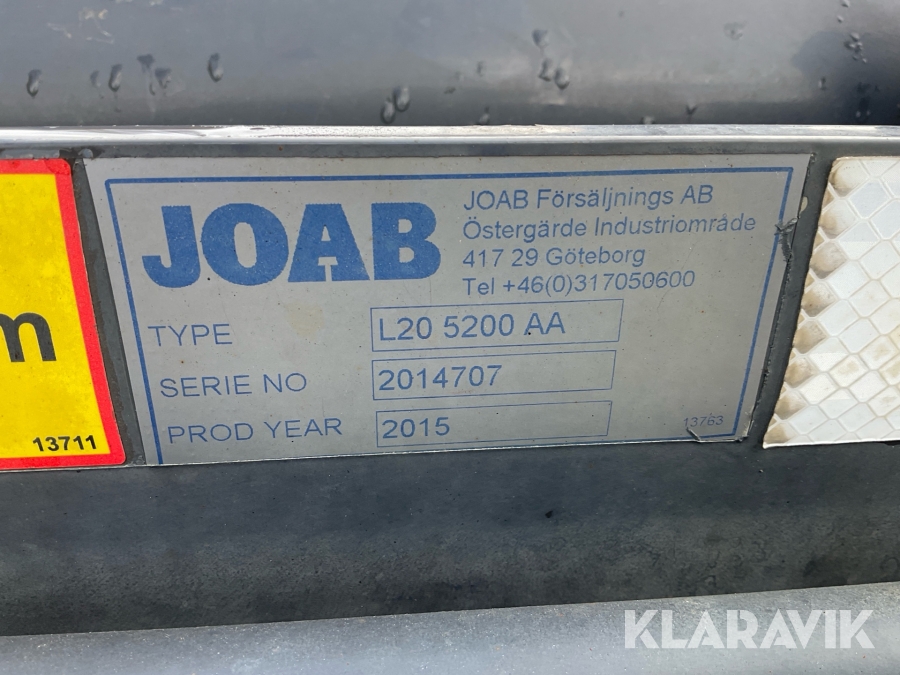 JOAB
JOAB Försäljnings AB
Östergärde Industriområde
417 29 Göteborg
Tel +46(0)317050600
TYPE L20 5200 AA
SERIE NO 2014707
PROD YEAR 2015
13763
m
13711
KLARAVIK